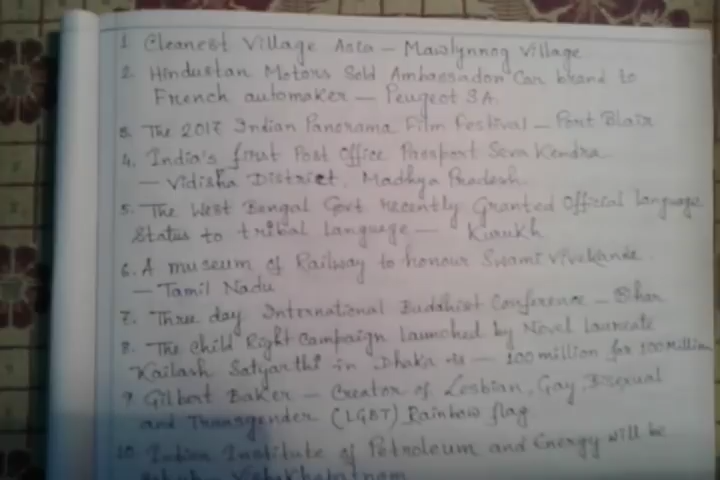 1. Cleanest Village Asia – Mawlynnog Village
2. Hindustan Motors Sold Ambassador Car brand to
French automaker – Peugeot SA.
3. The 2017 Indian Panorama Film Festival – Port Blair
4. India's first Post Office Passport Seva Kendra
– Vidisha District, Madhya Pradesh
5. The West Bengal Govt recently Granted Official language
Status to tribal language – Kurukh
6. A museum of Railway to honour Swami Vivekande.
– Tamil Nadu
7. Three day International Buddhist Conference – Bihar
8. The Child Right Campaign launched by Novel laureate
Kailash Satyarthi in Dhaka is – 100 million for 100 million
9 Gilbert Baker – Creator of Lesbian, Gay, Bisexual
and Transgender (LGBT) Rainbow flag
10. Indian Institute of Petroleum and Energy will be